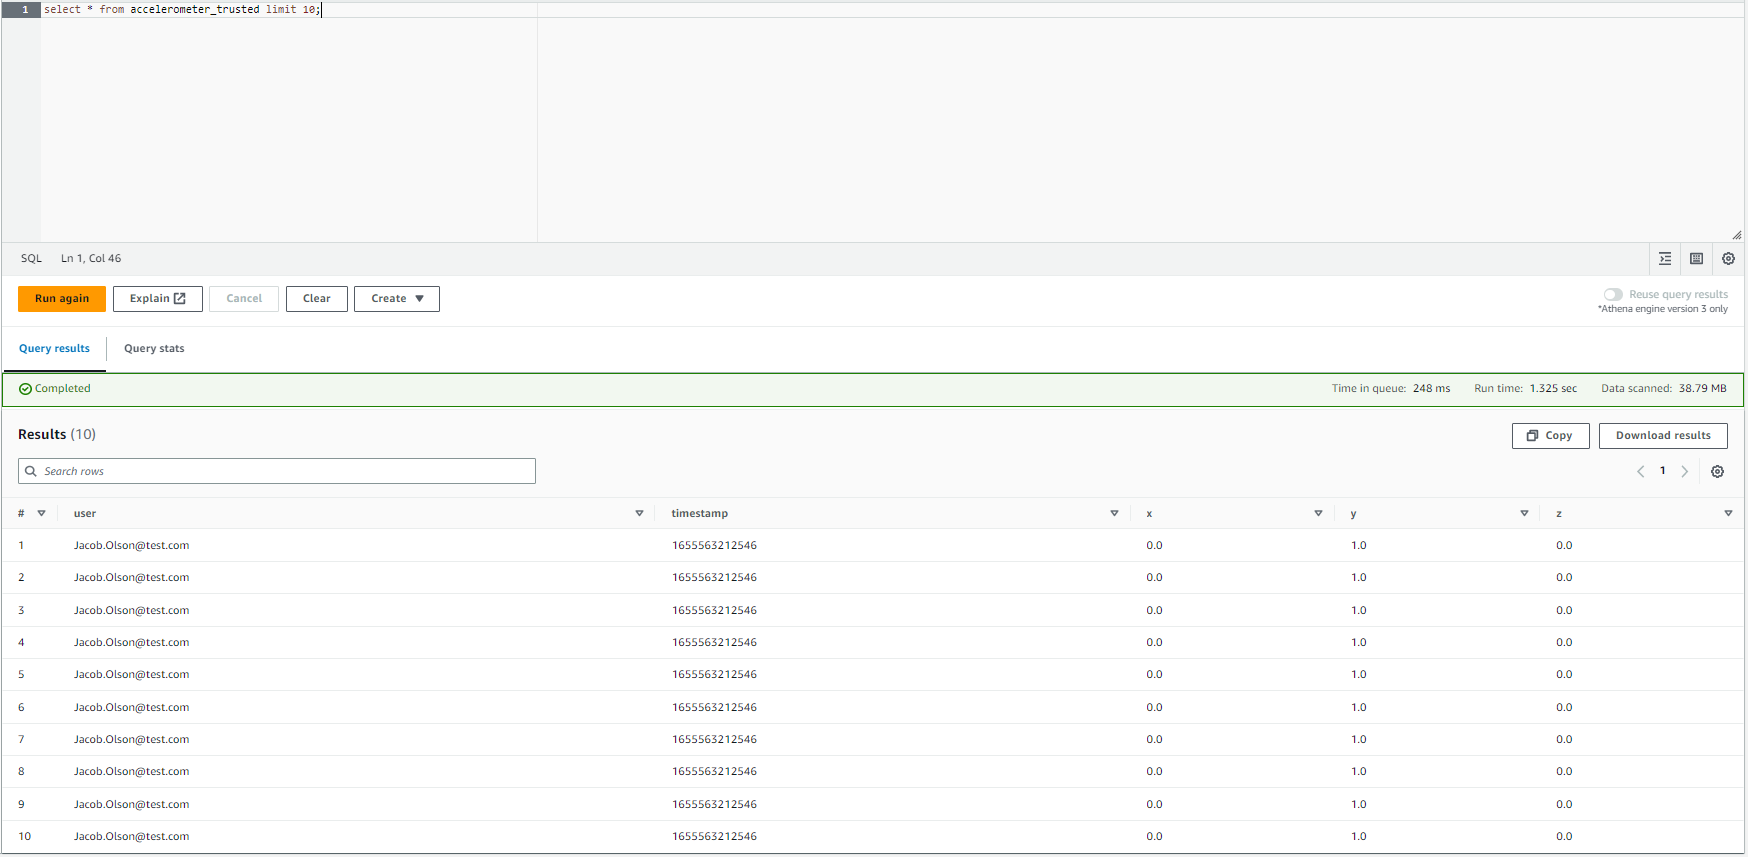 1 select * from accelerometer_trusted limit 10;
SQL Ln 1, Col 46
Run again Explain Cancel Clear Create Reuse query results
*Athena engine version 3 only
Query results Query stats
Completed Time in queue: 248 ms Run time: 1.325 sec Data scanned: 38.79 MB
Results (10) Copy Download results
Search rows 1
# user timestamp x y z
1 Jacob.Olson@test.com 1655563212546 0.0 1.0 0.0
2 Jacob.Olson@test.com 1655563212546 0.0 1.0 0.0
3 Jacob.Olson@test.com 1655563212546 0.0 1.0 0.0
4 Jacob.Olson@test.com 1655563212546 0.0 1.0 0.0
5 Jacob.Olson@test.com 1655563212546 0.0 1.0 0.0
6 Jacob.Olson@test.com 1655563212546 0.0 1.0 0.0
7 Jacob.Olson@test.com 1655563212546 0.0 1.0 0.0
8 Jacob.Olson@test.com 1655563212546 0.0 1.0 0.0
9 Jacob.Olson@test.com 1655563212546 0.0 1.0 0.0
10 Jacob.Olson@test.com 1655563212546 0.0 1.0 0.0